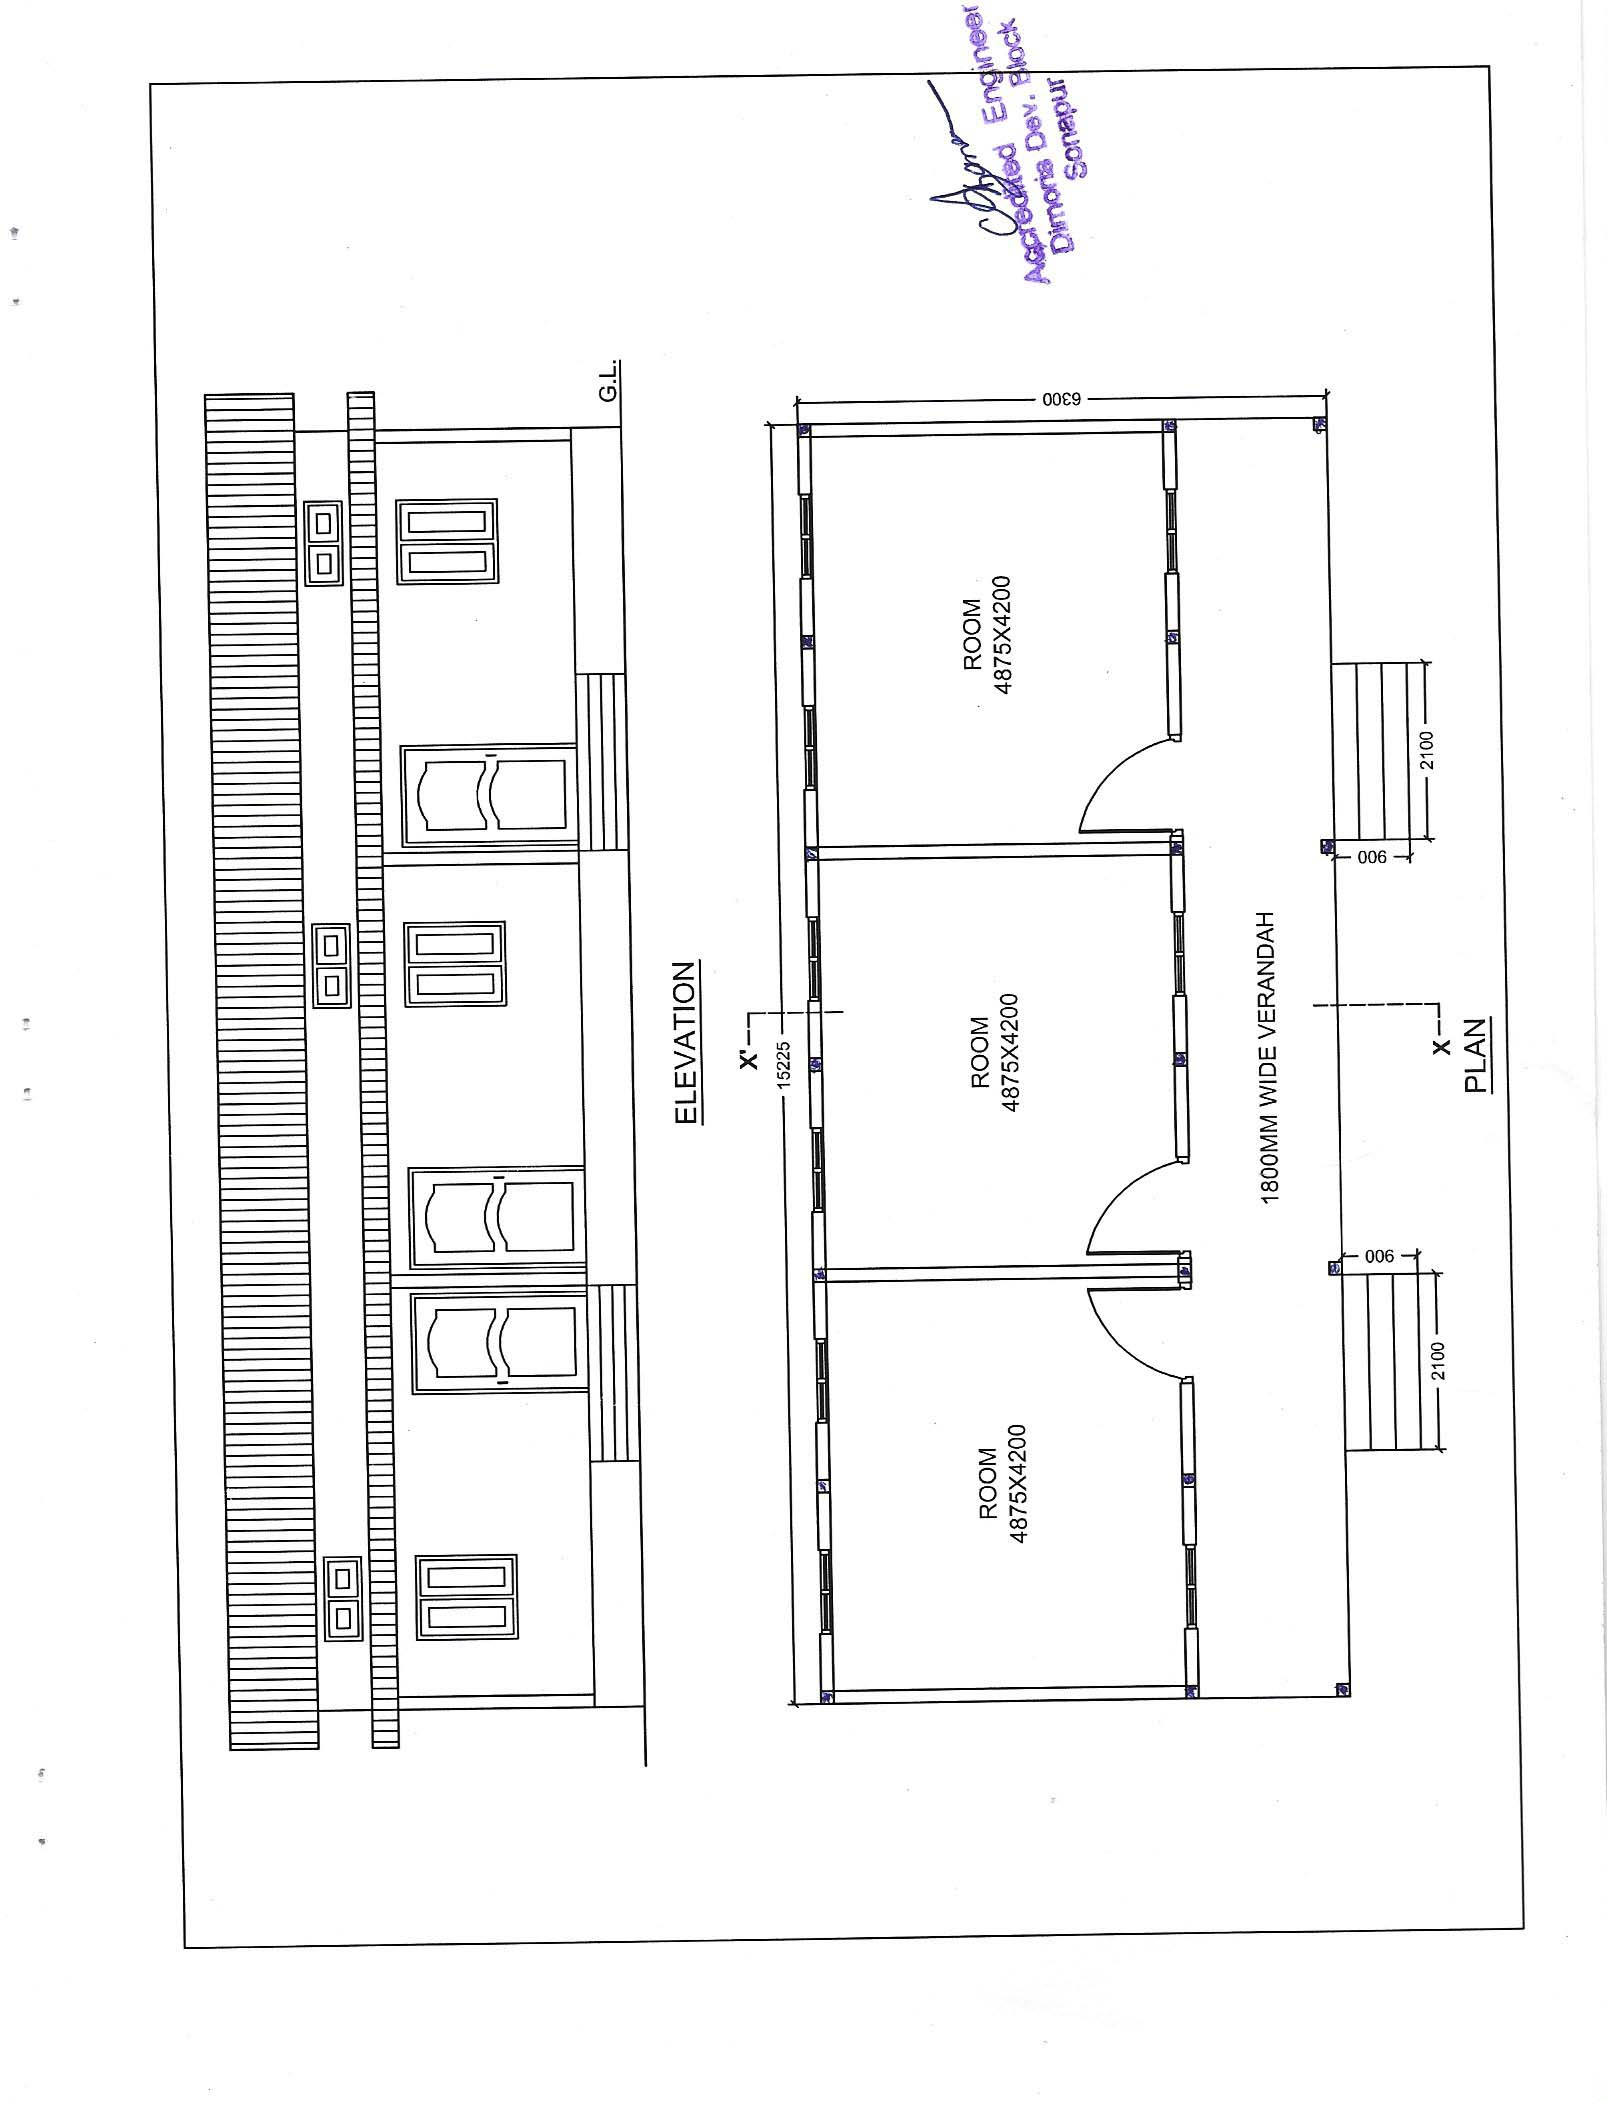 G.L.
ELEVATION
X'
15225
6300
ROOM
4875X4200
ROOM
4875X4200
ROOM
4875X4200
1800MM WIDE VERANDAH
900
2100
900
2100
X
PLAN
Accredited Engineer
Dimoria Dev. Block
Sonapur